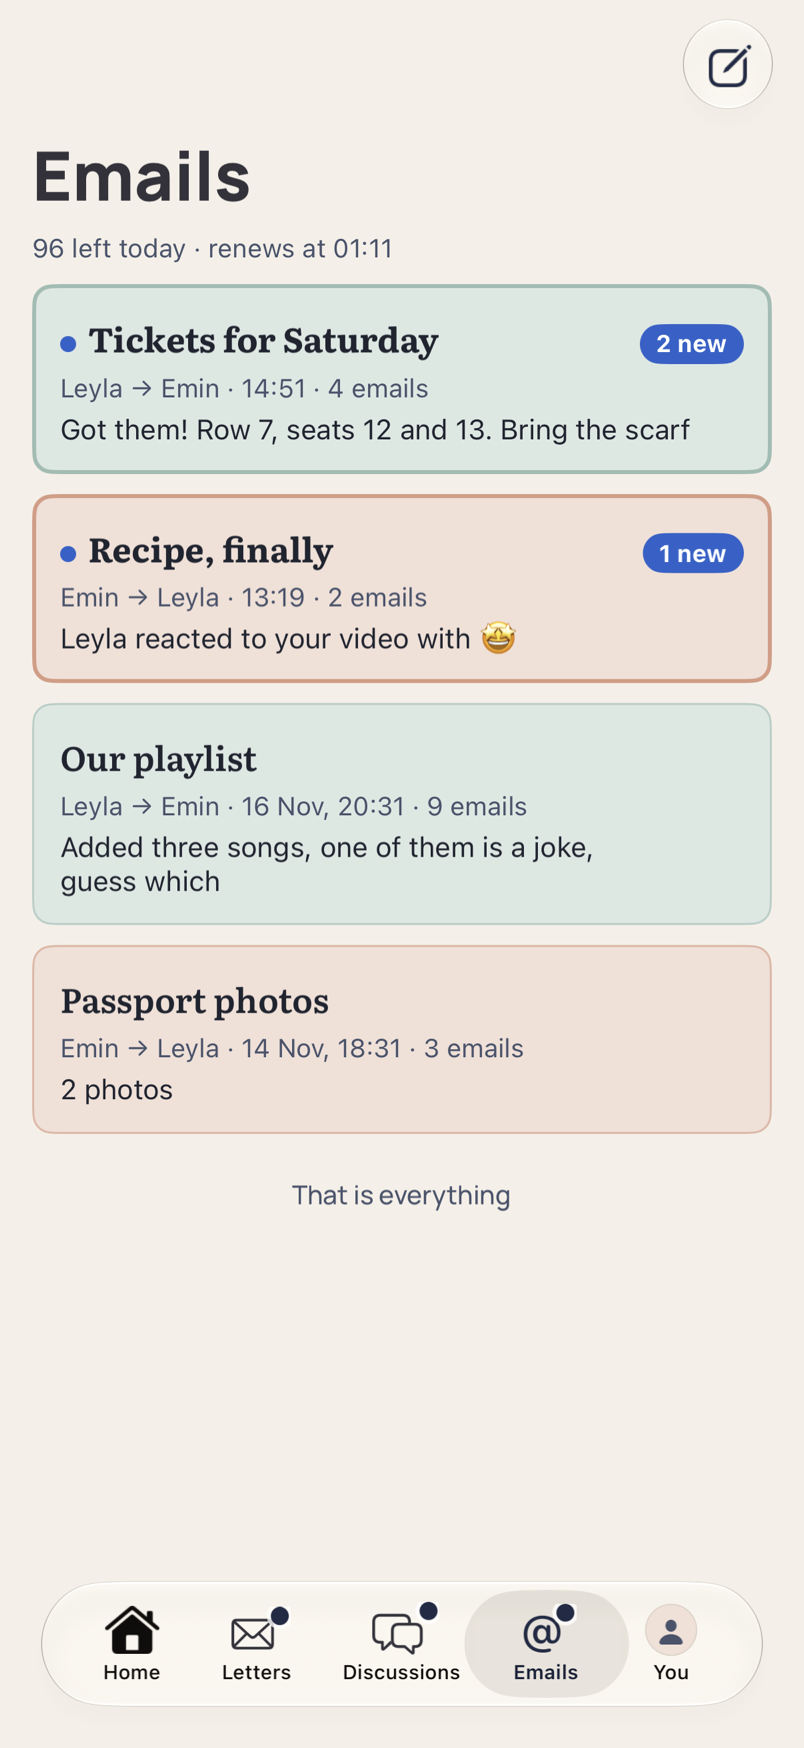 Emails
96 left today · renews at 01:11
Tickets for Saturday
2 new
Leyla → Emin · 14:51 · 4 emails
Got them! Row 7, seats 12 and 13. Bring the scarf
Recipe, finally
1 new
Emin → Leyla · 13:19 · 2 emails
Leyla reacted to your video with 🤩
Our playlist
Leyla → Emin · 16 Nov, 20:31 · 9 emails
Added three songs, one of them is a joke,
guess which
Passport photos
Emin → Leyla · 14 Nov, 18:31 · 3 emails
2 photos
That is everything
Home
Letters
Discussions
@
Emails
You